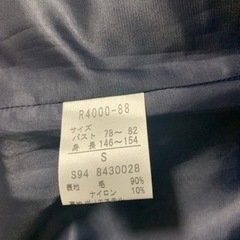 R4000-88
サイズ
バスト 78～ 82
身 長 146～154
S
S94 8430028
表地 毛 90%
ナイロン 10%